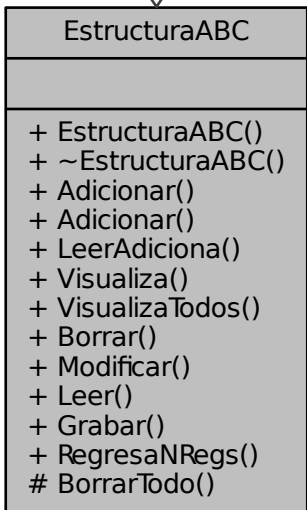 EstructuraABC
+ EstructuraABC()
+ ~EstructuraABC()
+ Adicionar()
+ Adicionar()
+ LeerAdiciona()
+ Visualiza()
+ VisualizaTodos()
+ Borrar()
+ Modificar()
+ Leer()
+ Grabar()
+ RegresaNRegs()
# BorrarTodo()